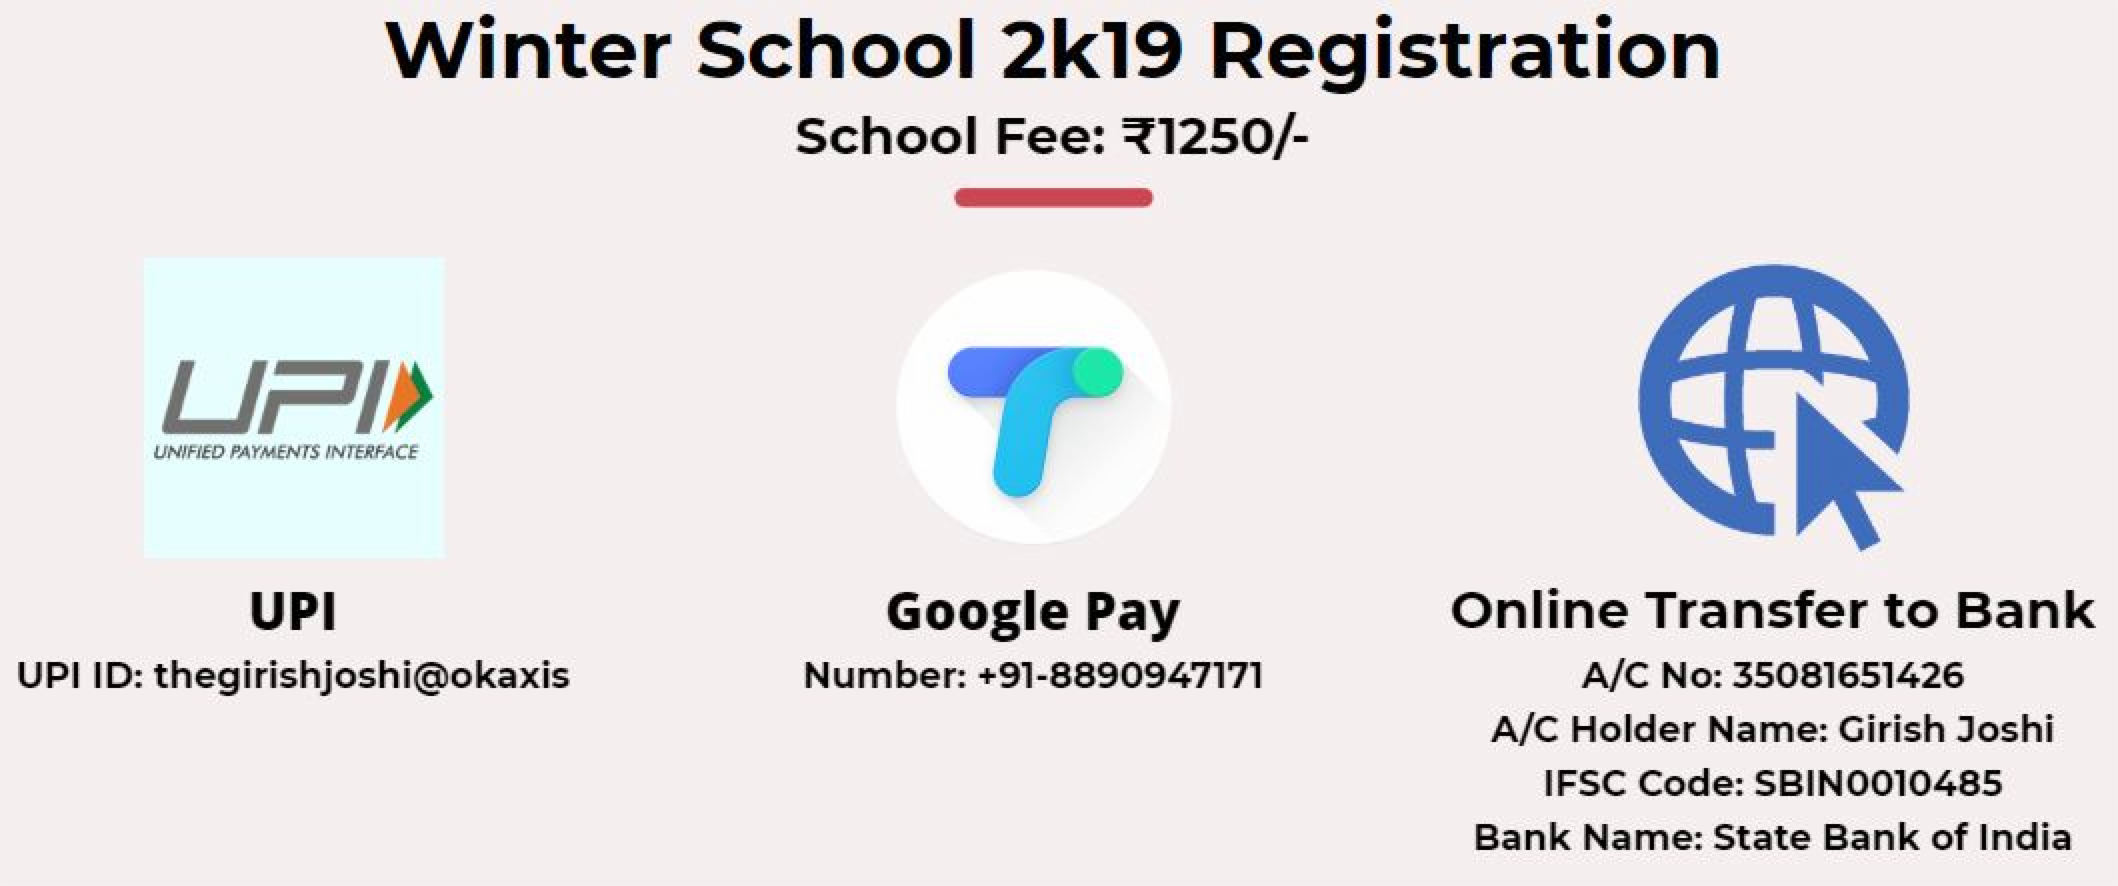 Winter School 2k19 Registration
School Fee: ₹1250/-
UPI
UNIFIED PAYMENTS INTERFACE
UPI
UPI ID: thegirishjoshi@okaxis
Google Pay
Number: +91-8890947171
Online Transfer to Bank
A/C No: 35081651426
A/C Holder Name: Girish Joshi
IFSC Code: SBIN0010485
Bank Name: State Bank of India